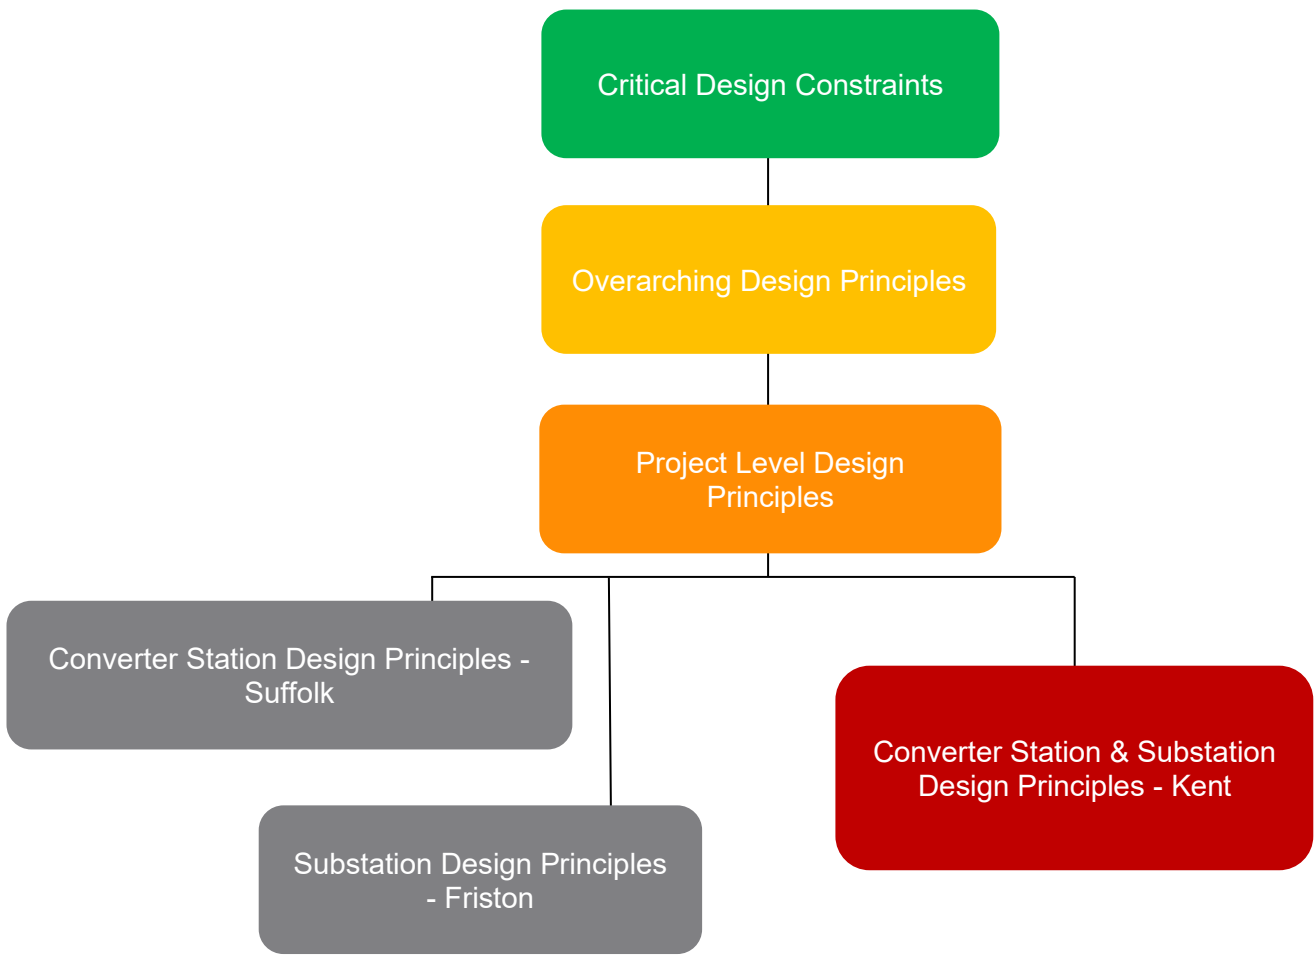 Critical Design Constraints
Overarching Design Principles
Project Level Design
Principles
Converter Station Design Principles -
Suffolk
Converter Station & Substation
Design Principles - Kent
Substation Design Principles
- Friston